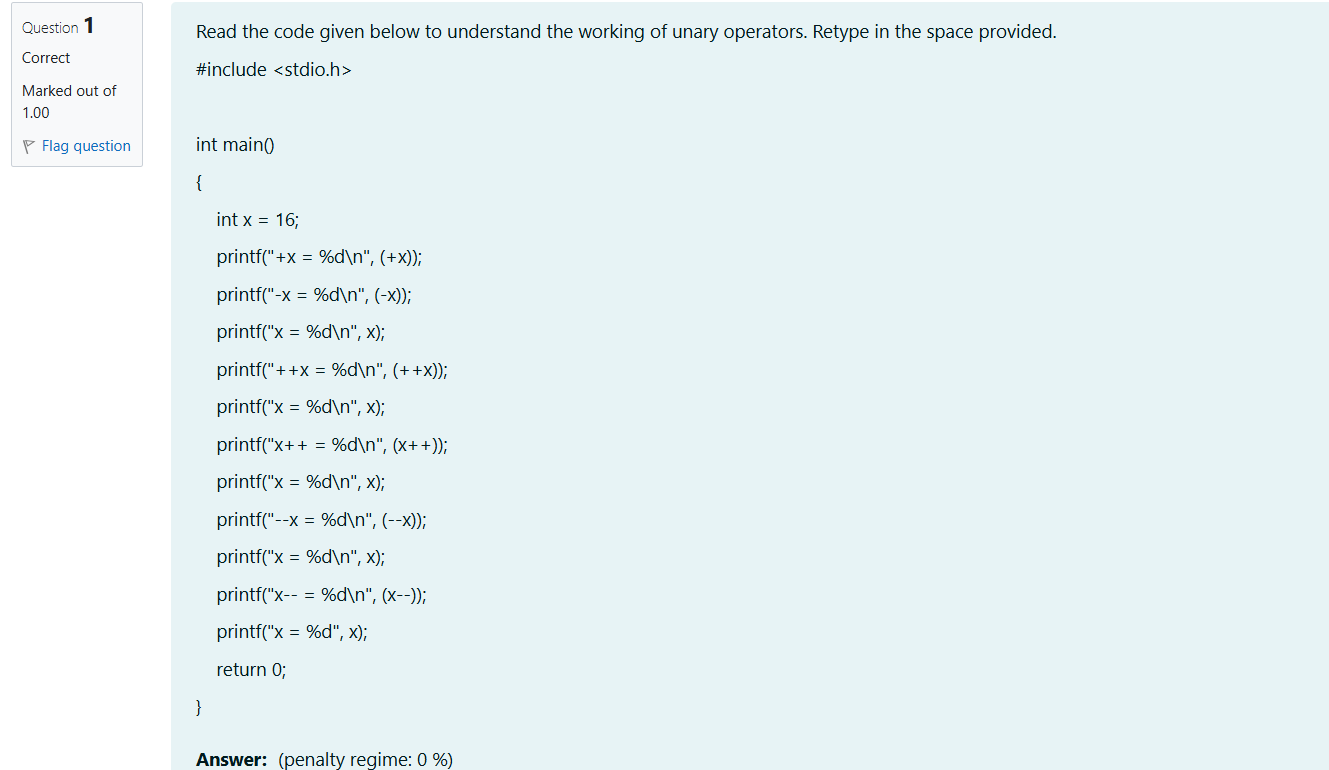 Question 1
Correct
Marked out of
1.00
Flag question
Read the code given below to understand the working of unary operators. Retype in the space provided.
#include <stdio.h>
int main()
{
int x = 16;
printf("+x = %d\n", (+x));
printf("-x = %d\n", (-x));
printf("x = %d\n", x);
printf("++x = %d\n", (++x));
printf("x = %d\n", x);
printf("x++ = %d\n", (x++));
printf("x = %d\n", x);
printf("--x = %d\n", (--x));
printf("x = %d\n", x);
printf("x-- = %d\n", (x--));
printf("x = %d", x);
return 0;
}
Answer: (penalty regime: 0 %)